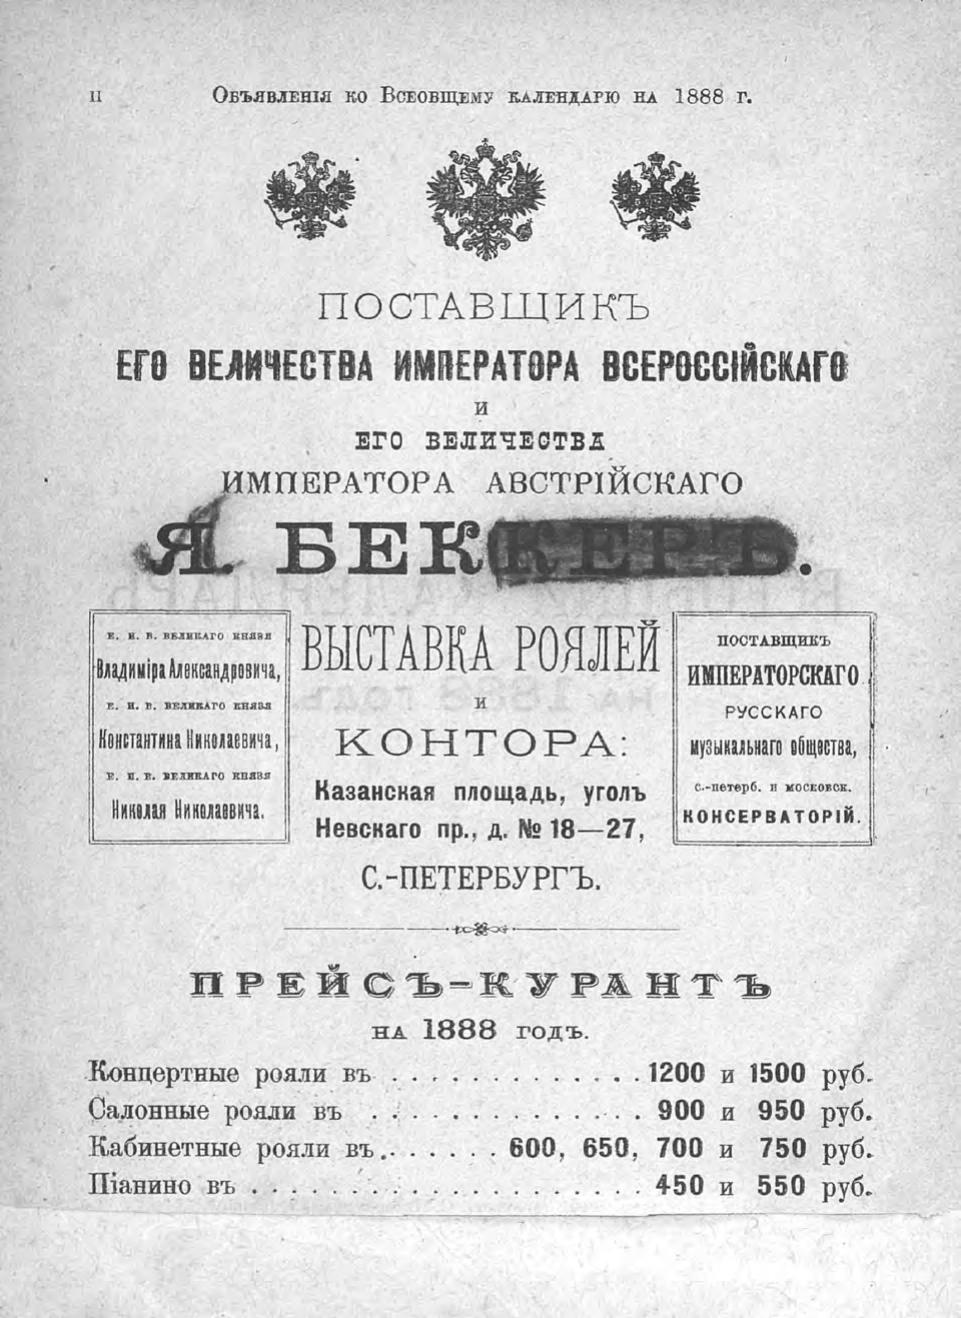 II Объявленія ко Всеобщему календарю на 1888 г.
ПОСТАВЩИКЪ
ЕГО ВЕЛИЧЕСТВА ИМПЕРАТОРА ВСЕРОССІЙСКАГО
И
ЕГО ВЕЛИЧЕСТВА
ИМПЕРАТОРА АВСТРІЙСКАГО
Я. БЕККЕРЪ.
Е. И. В. ВЕЛИКАГО КНЯЗЯ
Владиміра Александровича,
Е. И. В. ВЕЛИКАГО КНЯЗЯ
Константина Николаевича,
Е. И. В. ВЕЛИКАГО КНЯЗЯ
Николая Николаевича.
ВЫСТАВКА РОЯЛЕЙ
И
КОНТОРА:
Казанская площадь, уголъ
Невскаго пр., д. № 18—27,
С.-ПЕТЕРБУРГЪ.
ПОСТАВЩИКЪ
ИМПЕРАТОРСКАГО
РУССКАГО
музыкальнаго общества,
с.-петерб. и московск.
КОНСЕРВАТОРІЙ.
ПРЕЙСЪ-КУРАНТЪ
НА 1888 ГОДЪ.
Концертные рояли въ . . . . . . . . . . . . . 1200 и 1500 руб.
Салонные рояли въ . . . . . . . . . . . . . . 900 и 950 руб.
Кабинетные рояли въ . . . . . . . 600, 650, 700 и 750 руб.
Піанино въ . . . . . . . . . . . . . . . . . . . . 450 и 550 руб.